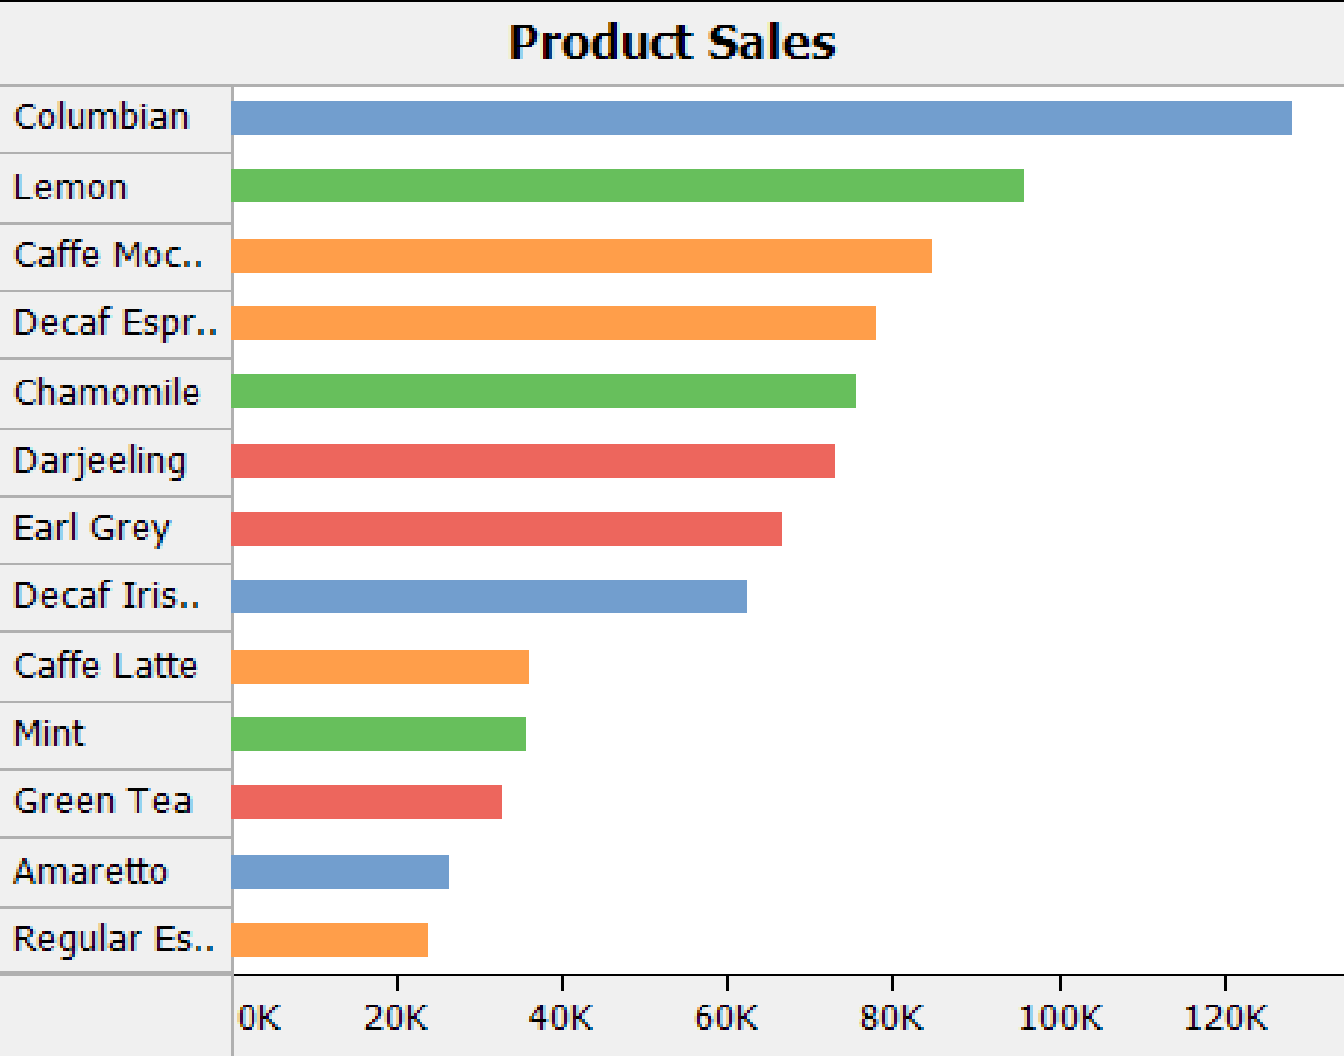 Product Sales
Columbian
Lemon
Caffe Moc..
Decaf Espr..
Chamomile
Darjeeling
Earl Grey
Decaf Iris..
Caffe Latte
Mint
Green Tea
Amaretto
Regular Es..
0K 20K 40K 60K 80K 100K 120K